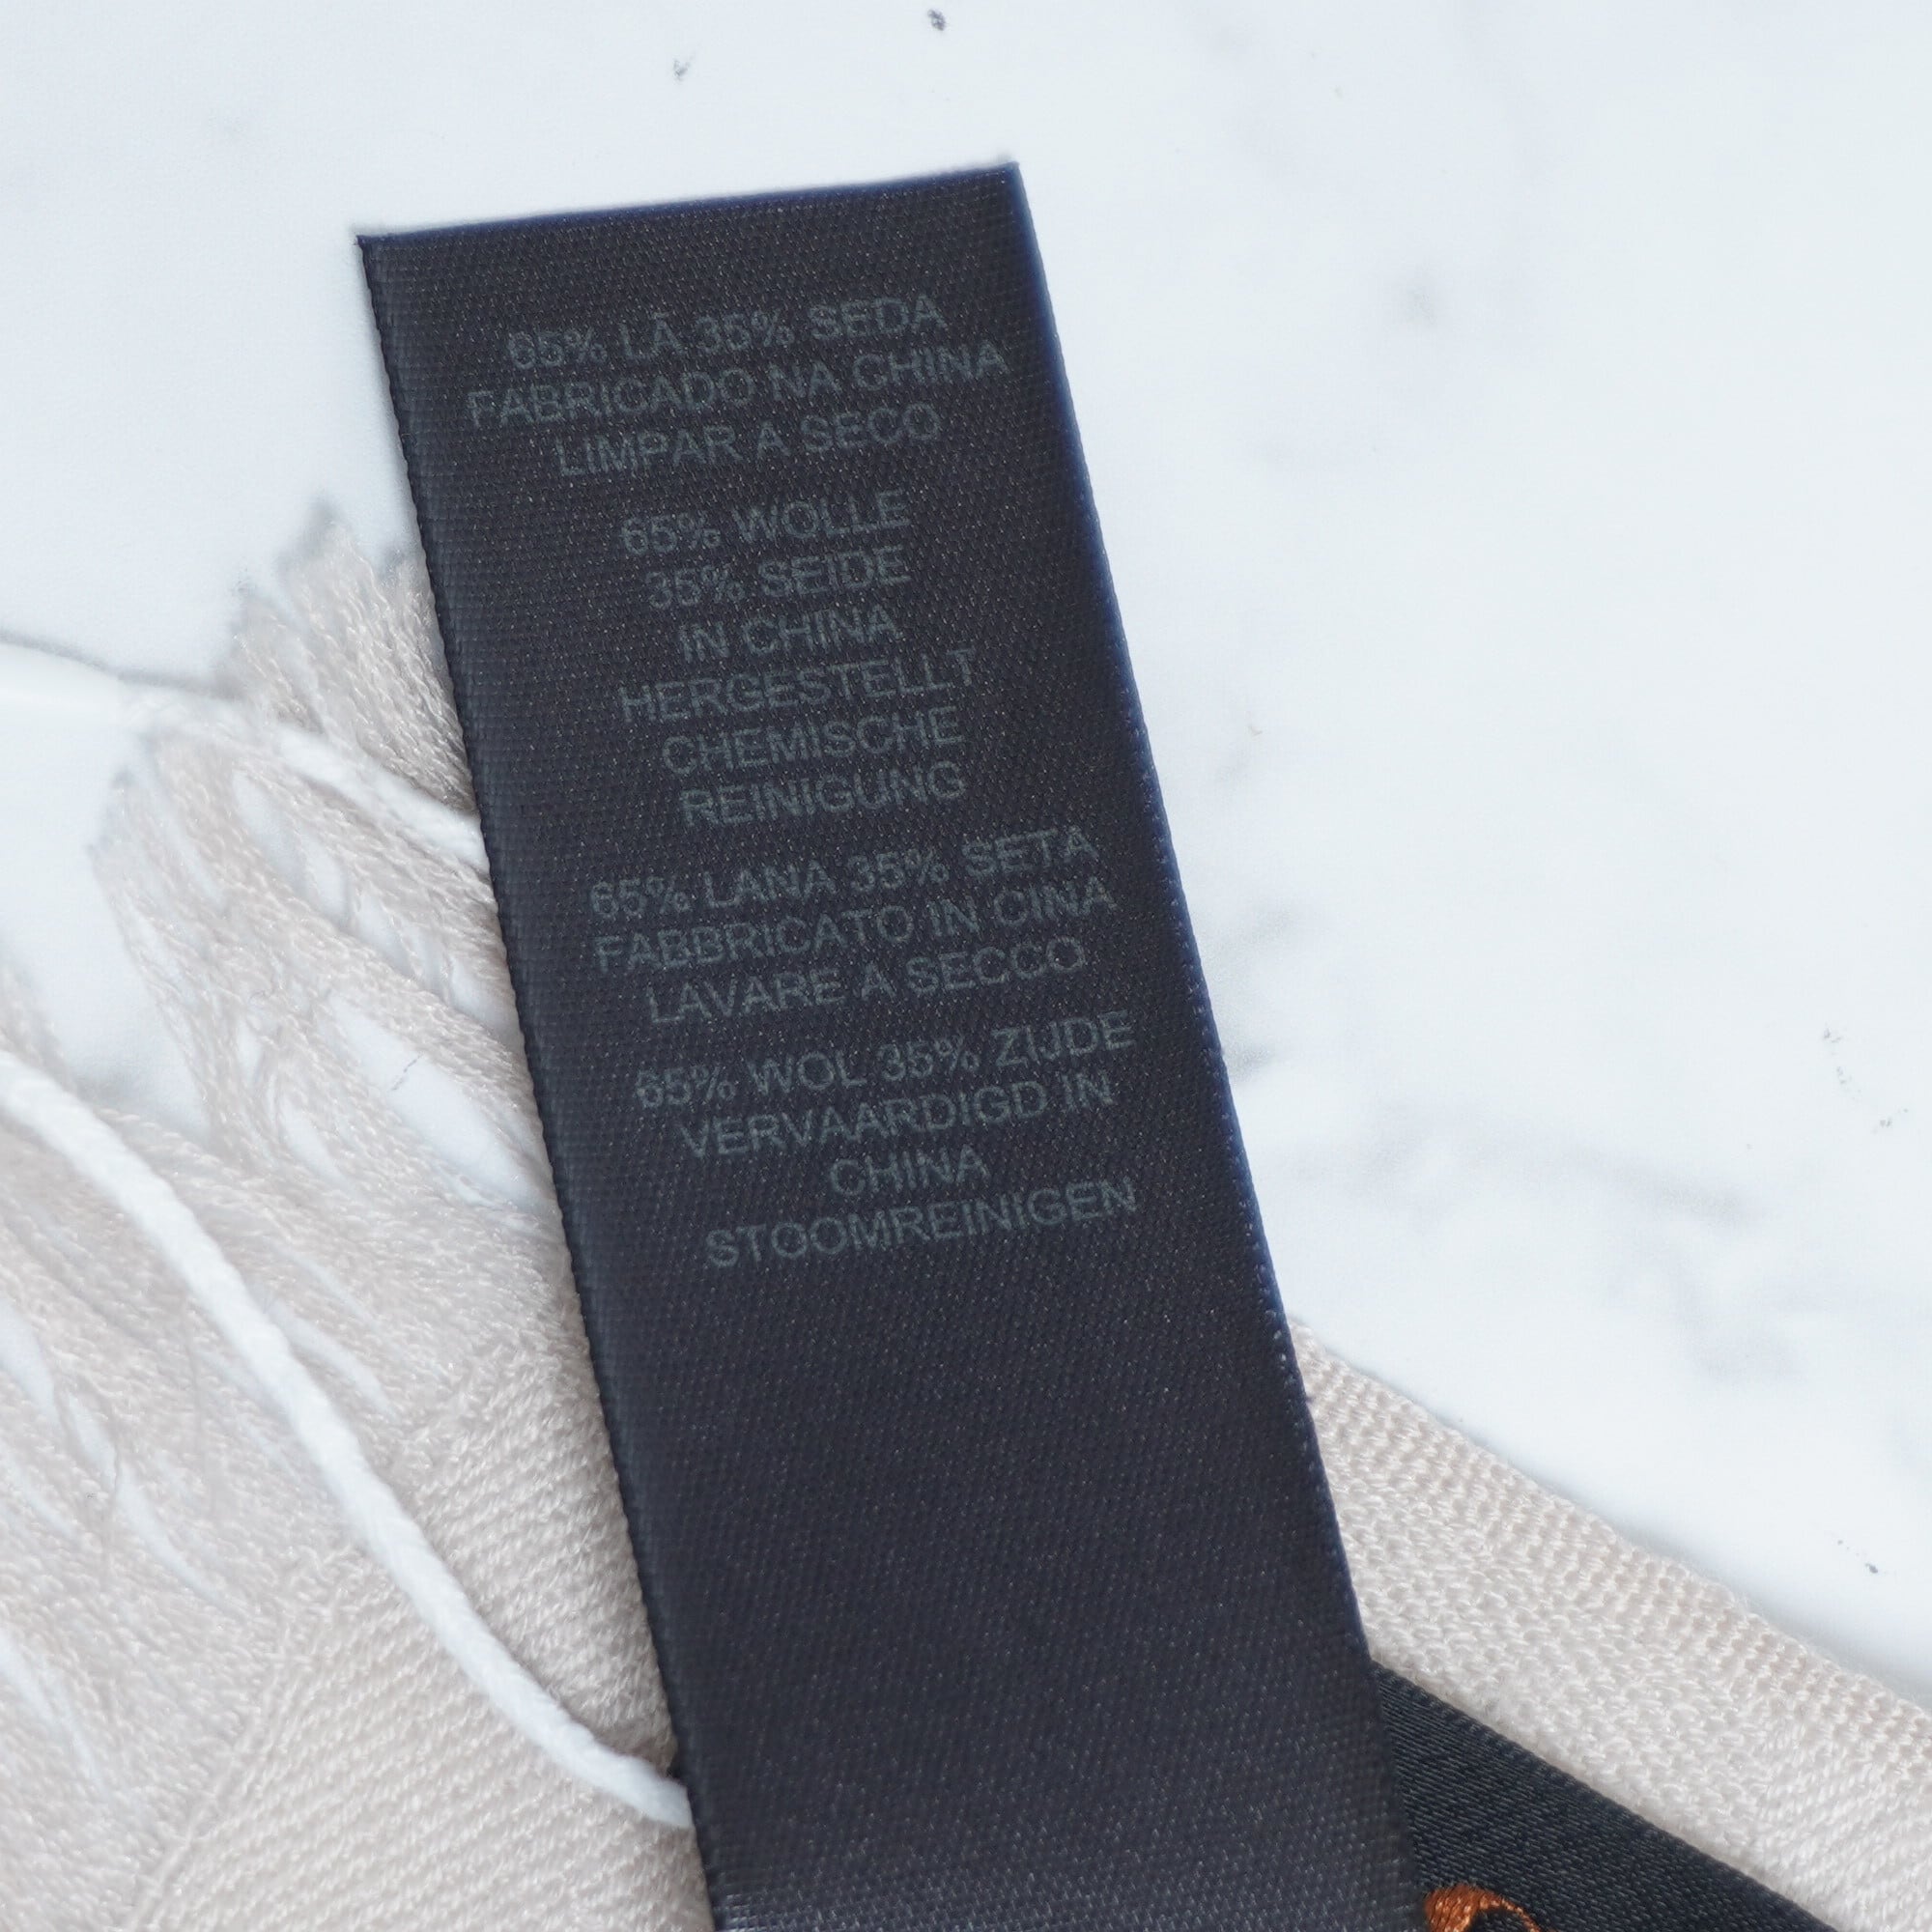 65% LÃ 35% SEDA
FABRICADO NA CHINA
LIMPAR A SECO
65% WOLLE
35% SEIDE
IN CHINA
HERGESTELLT
CHEMISCHE
REINIGUNG
65% LANA 35% SETA
FABBRICATO IN CINA
LAVARE A SECCO
65% WOL 35% ZIJDE
VERVAARDIGD IN
CHINA
STOOMREINIGEN